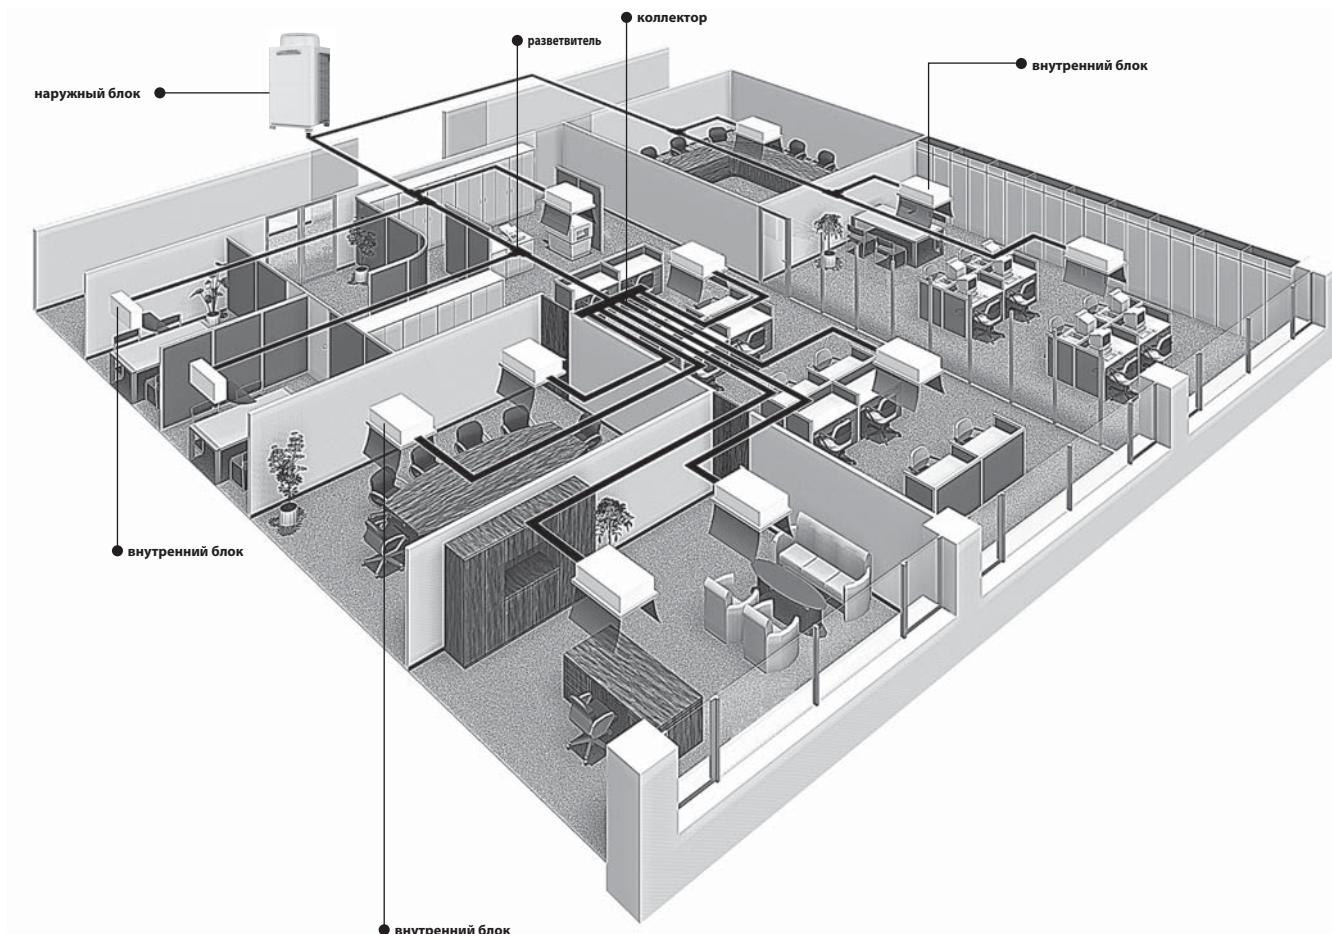 коллектор
разветвитель
внутренний блок
наружный блок
внутренний блок
внутренний блок